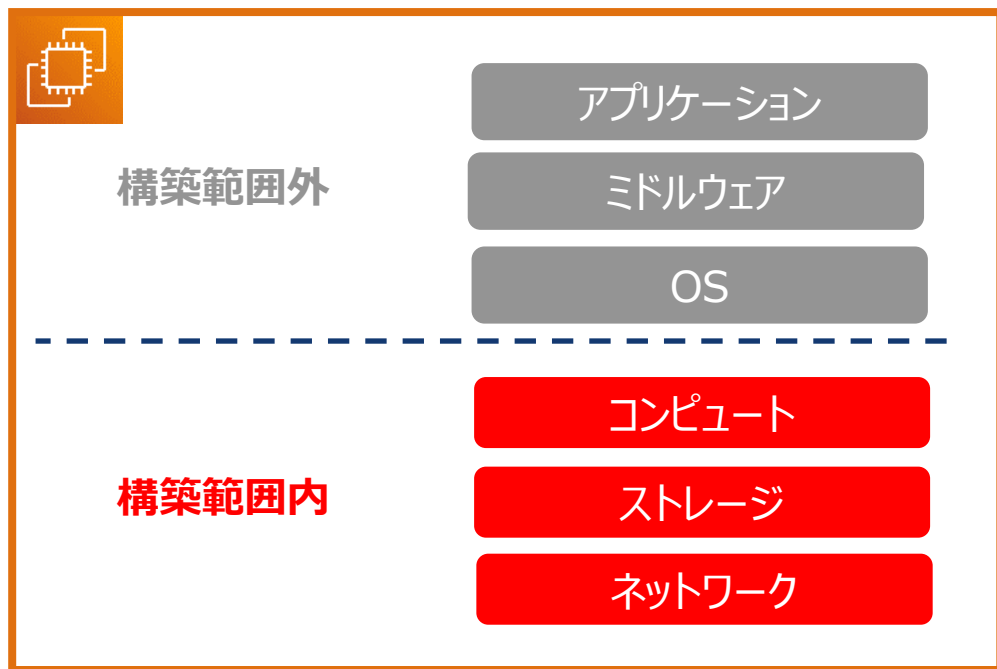 アプリケーション
構築範囲外
ミドルウェア
OS
コンピュート
構築範囲内
ストレージ
ネットワーク